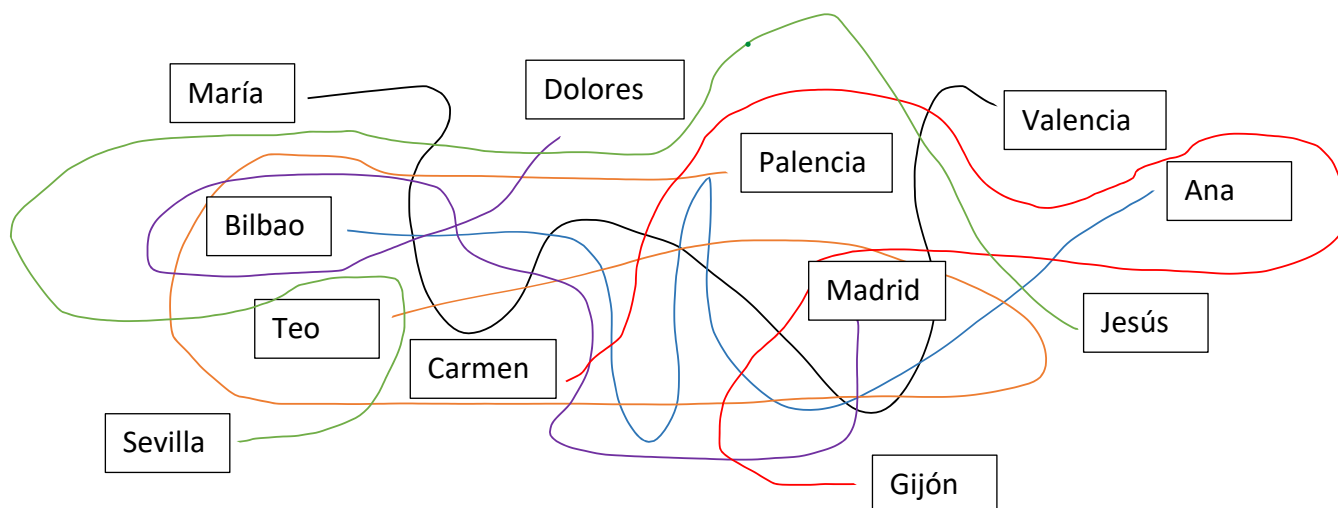 María
Dolores
Valencia
Palencia
Ana
Bilbao
Madrid
Teo
Jesús
Carmen
Sevilla
Gijón